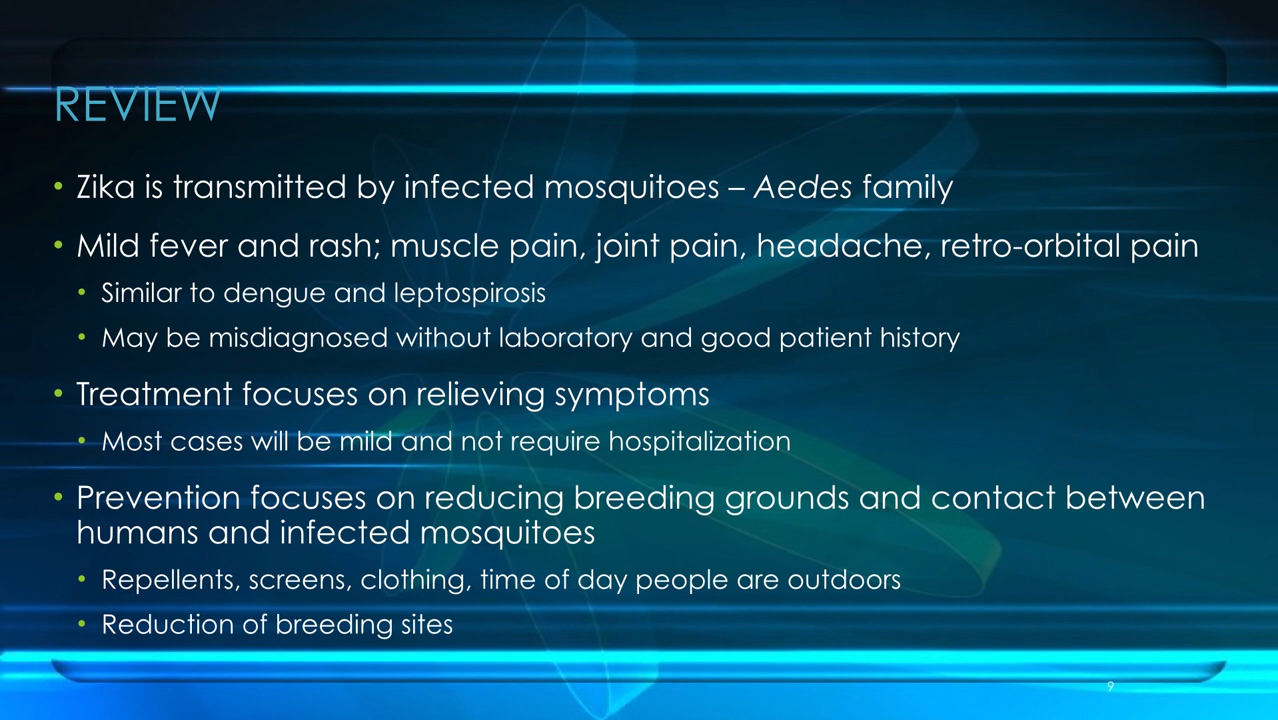 REVIEW
• Zika is transmitted by infected mosquitoes – Aedes family
• Mild fever and rash; muscle pain, joint pain, headache, retro-orbital pain
• Similar to dengue and leptospirosis
• May be misdiagnosed without laboratory and good patient history
• Treatment focuses on relieving symptoms
• Most cases will be mild and not require hospitalization
• Prevention focuses on reducing breeding grounds and contact between
humans and infected mosquitoes
• Repellents, screens, clothing, time of day people are outdoors
• Reduction of breeding sites
9